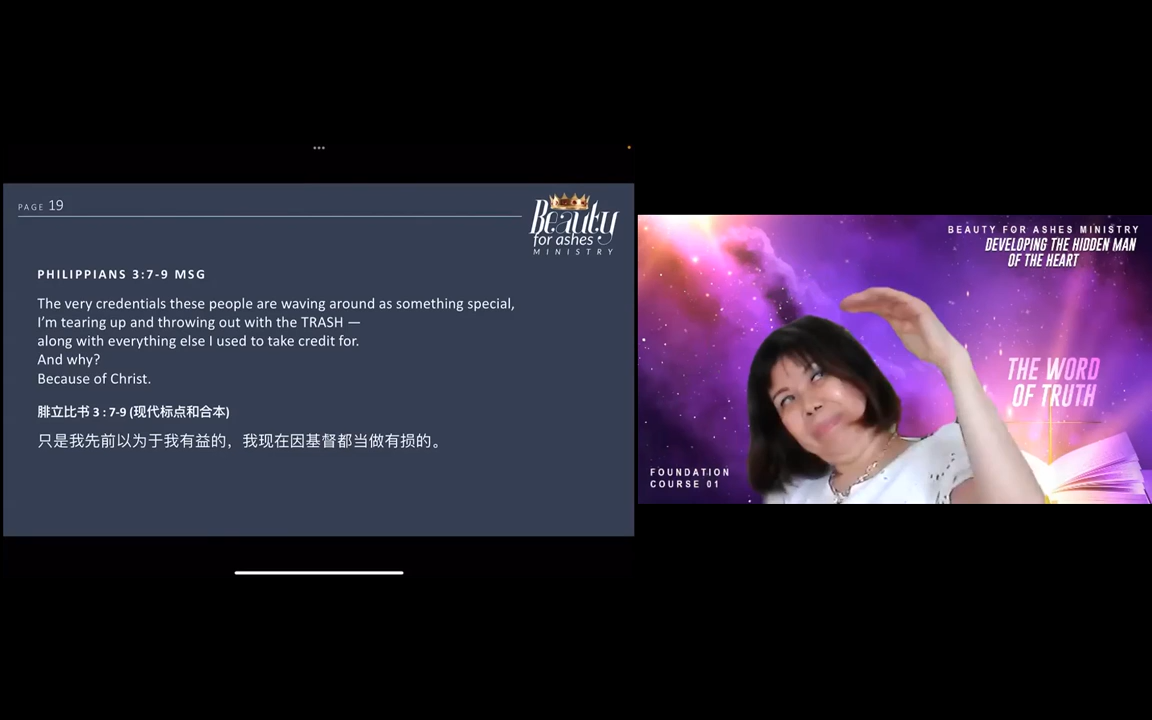 PAGE 19
Beauty
for ashes
MINISTRY
PHILIPPIANS 3:7-9 MSG
The very credentials these people are waving around as something special,
I'm tearing up and throwing out with the TRASH —
along with everything else I used to take credit for.
And why?
Because of Christ.
腓立比书 3 : 7-9 (现代标点和合本)
只是我先前以为于我有益的，我现在因基督都当做有损的。
BEAUTY FOR ASHES MINISTRY
DEVELOPING THE HIDDEN MAN
OF THE HEART
THE WORD
OF TRUTH
FOUNDATION
COURSE 01